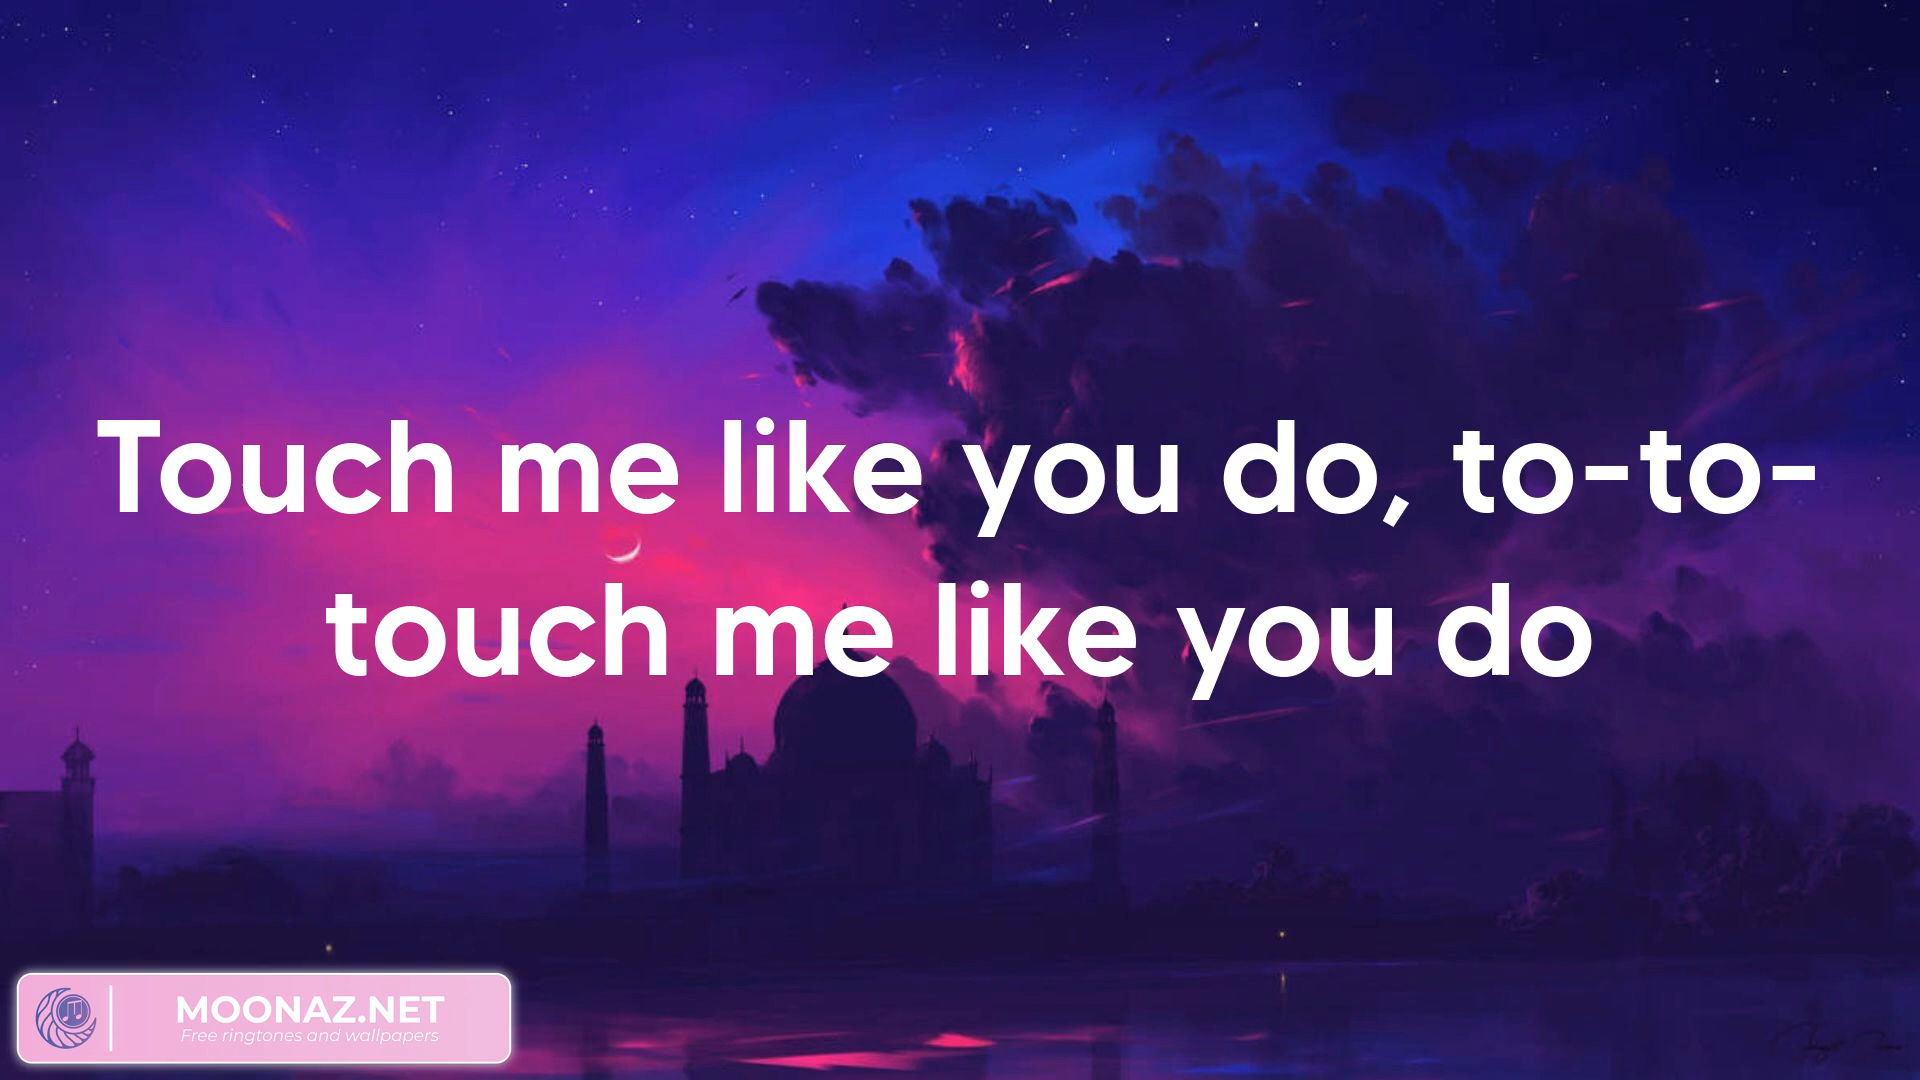 Touch me like you do, to-to-
touch me like you do
MOONAZ.NET
Free ringtones and wallpapers